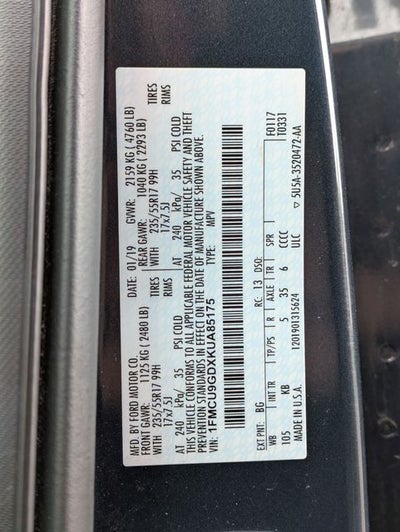 MFD. BY FORD MOTOR CO.
DATE: 01/19 GVWR: 2159 KG (4760 LB)
FRONT GAWR: 1125 KG (2480 LB) REAR GAWR: 1040 KG (2293 LB)
WITH 235/55R17 99H TIRES WITH 235/55R17 99H TIRES
17x7.5J RIMS 17x7.5J RIMS
AT 240 kPa/ 35 PSI COLD AT 240 kPa/ 35 PSI COLD
THIS VEHICLE CONFORMS TO ALL APPLICABLE FEDERAL MOTOR VEHICLE SAFETY AND THEFT
PREVENTION STANDARDS IN EFFECT ON THE DATE OF MANUFACTURE SHOWN ABOVE.
VIN: 1FMCU9GDXKUA85175 TYPE: MPV
F0117
T0331
EXT PNT: BG RC: 13 DSO:
WB INT TR TP/PS R AXLE TR SPR
105 KB 5 35 6 CCCC
MADE IN U.S.A. 1201901315624 ULC
▽ 5U5A-3520472-AA